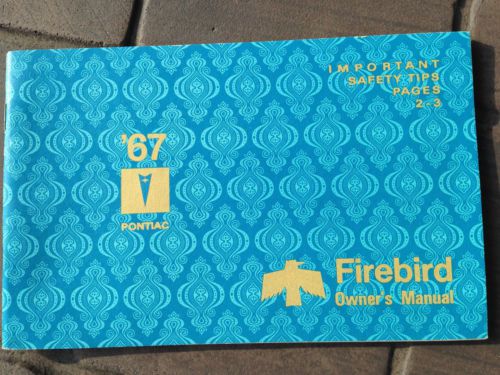 IMPORTANT
SAFETY TIPS
PAGES
2-3
'67
PONTIAC
Firebird
Owner's Manual